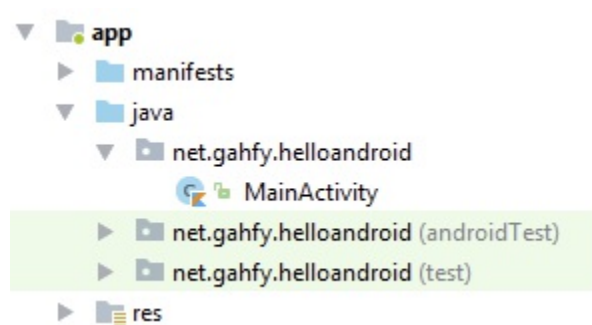 app
manifests
java
net.gahfy.helloandroid
MainActivity
net.gahfy.helloandroid (androidTest)
net.gahfy.helloandroid (test)
res